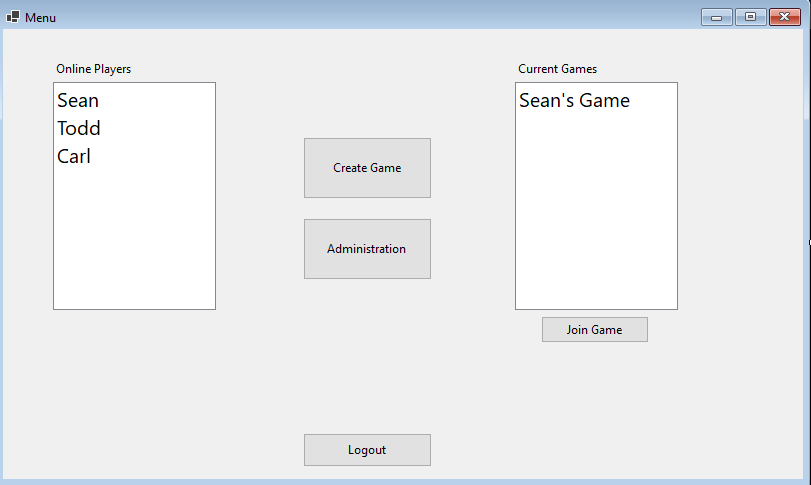 Menu
Online Players
Sean
Todd
Carl
Create Game
Administration
Current Games
Sean's Game
Join Game
Logout